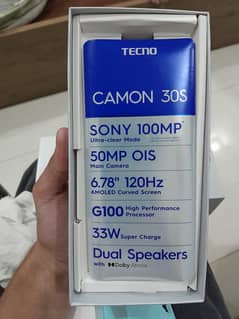 TECNO
CAMON 30S
SONY 100MP
Ultra-clear Mode
50MP OIS
Main Camera
6.78" 120Hz
AMOLED Curved Screen
G100 High Performance
Processor
33W Super Charge
Dual Speakers
with Dolby Atmos